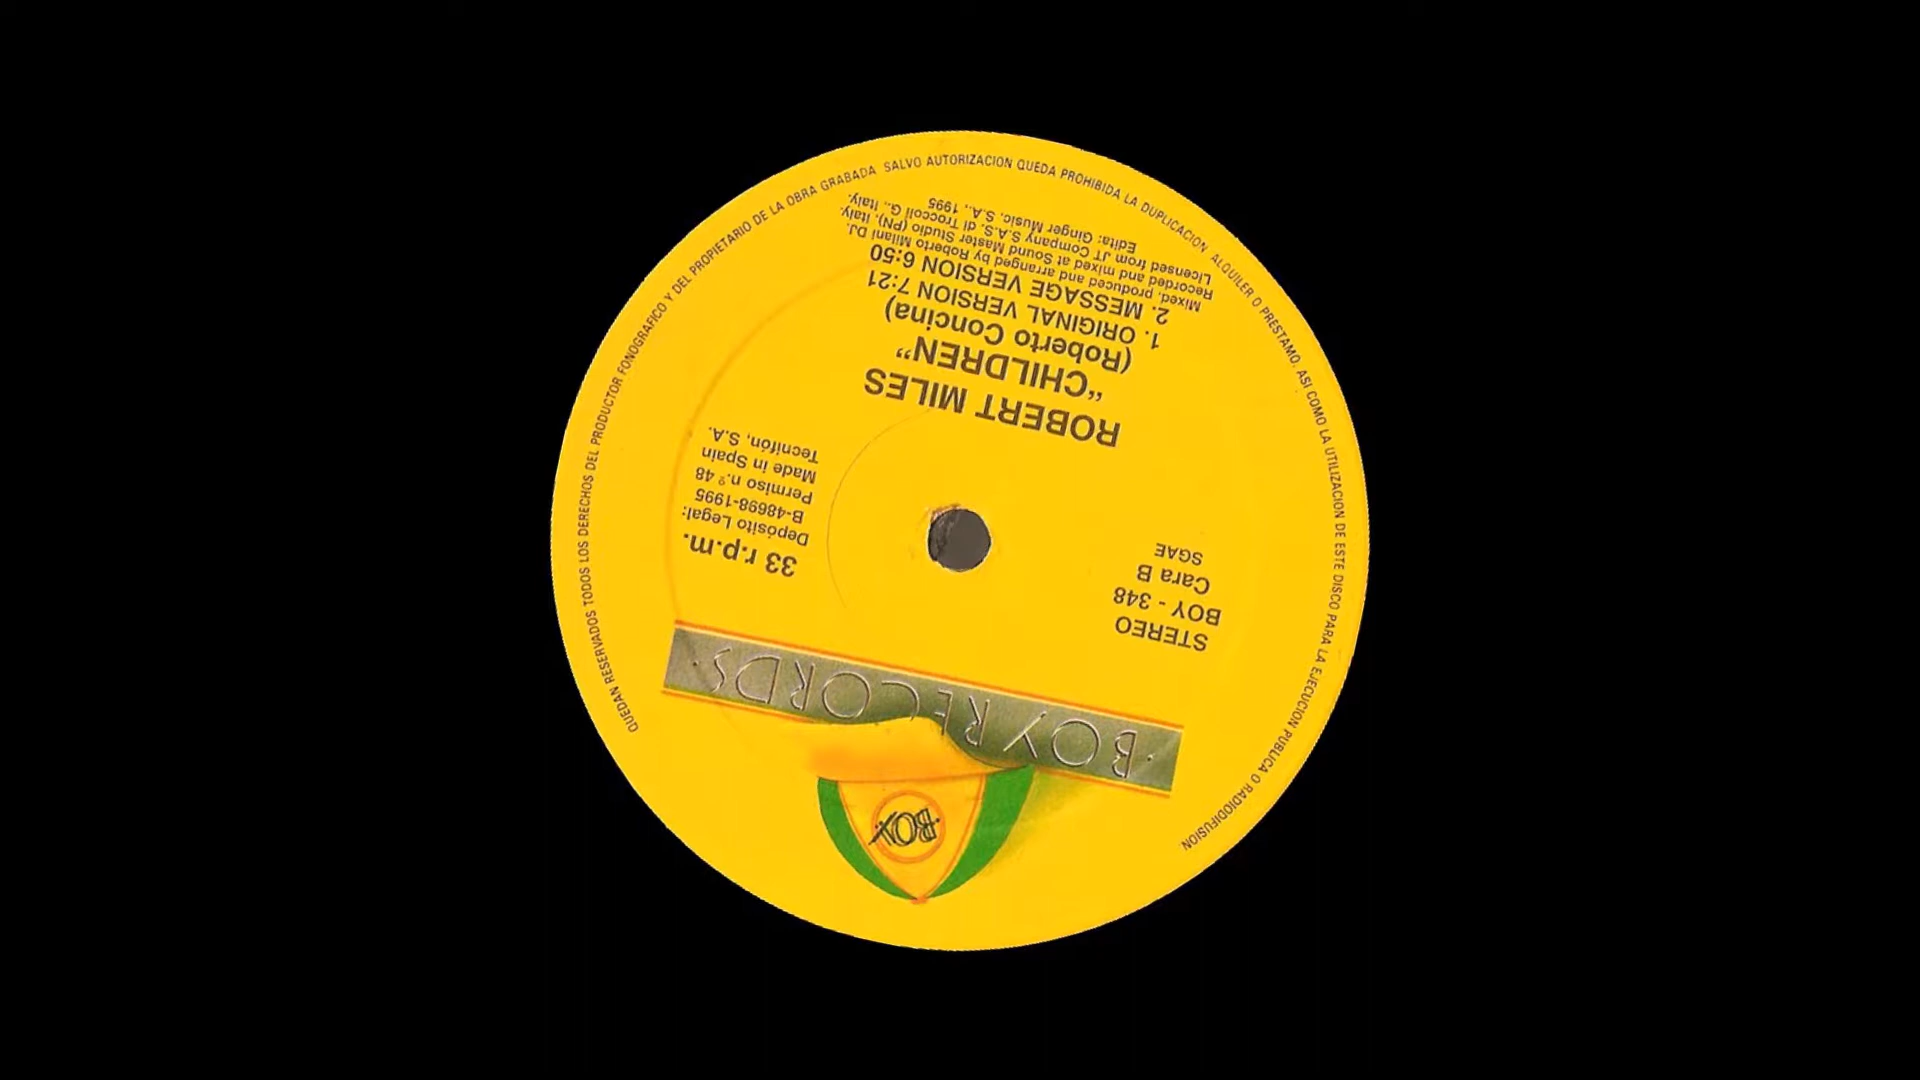 ·BOY·
·BOY RECORDS·
STEREO
BOY - 348
Cara B
SGAE
33 r.p.m.
Depósito Legal:
B-48698-1995
Permiso n.º 48
Made in Spain
Tecnifón, S.A.
ROBERT MILES
“CHILDREN”
(Roberto Concina)
1. ORIGINAL VERSION 7:21
2. MESSAGE VERSION 6:50
Mixed, produced and arranged by Roberto Milani DJ.
Recorded and mixed at Sound Master Studio (PN), Italy.
Licensed from JT Company S.A.S. di Troccoli G., Italy.
Edita: Ginger Music, S.A., 1995
QUEDAN RESERVADOS TODOS LOS DERECHOS DEL PRODUCTOR FONOGRAFICO Y DEL PROPIETARIO DE LA OBRA GRABADA SALVO AUTORIZACION QUEDA PROHIBIDA LA DUPLICACION ALQUILER O PRESTAMO. ASI COMO LA UTILIZACION DE ESTE DISCO PARA LA EJECUCION PUBLICA O RADIODIFUSION.